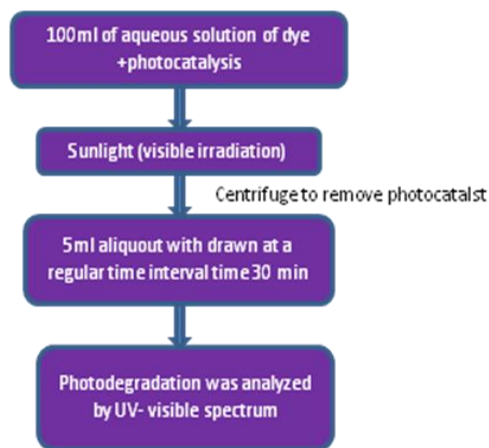 100ml of aqueous solution of dye
+photocatalysis
Sunlight (visible irradiation)
Centrifuge to remove photocatalst
5ml aliquout with drawn at a
regular time interval time 30 min
Photodegradation was analyzed
by UV- visible spectrum